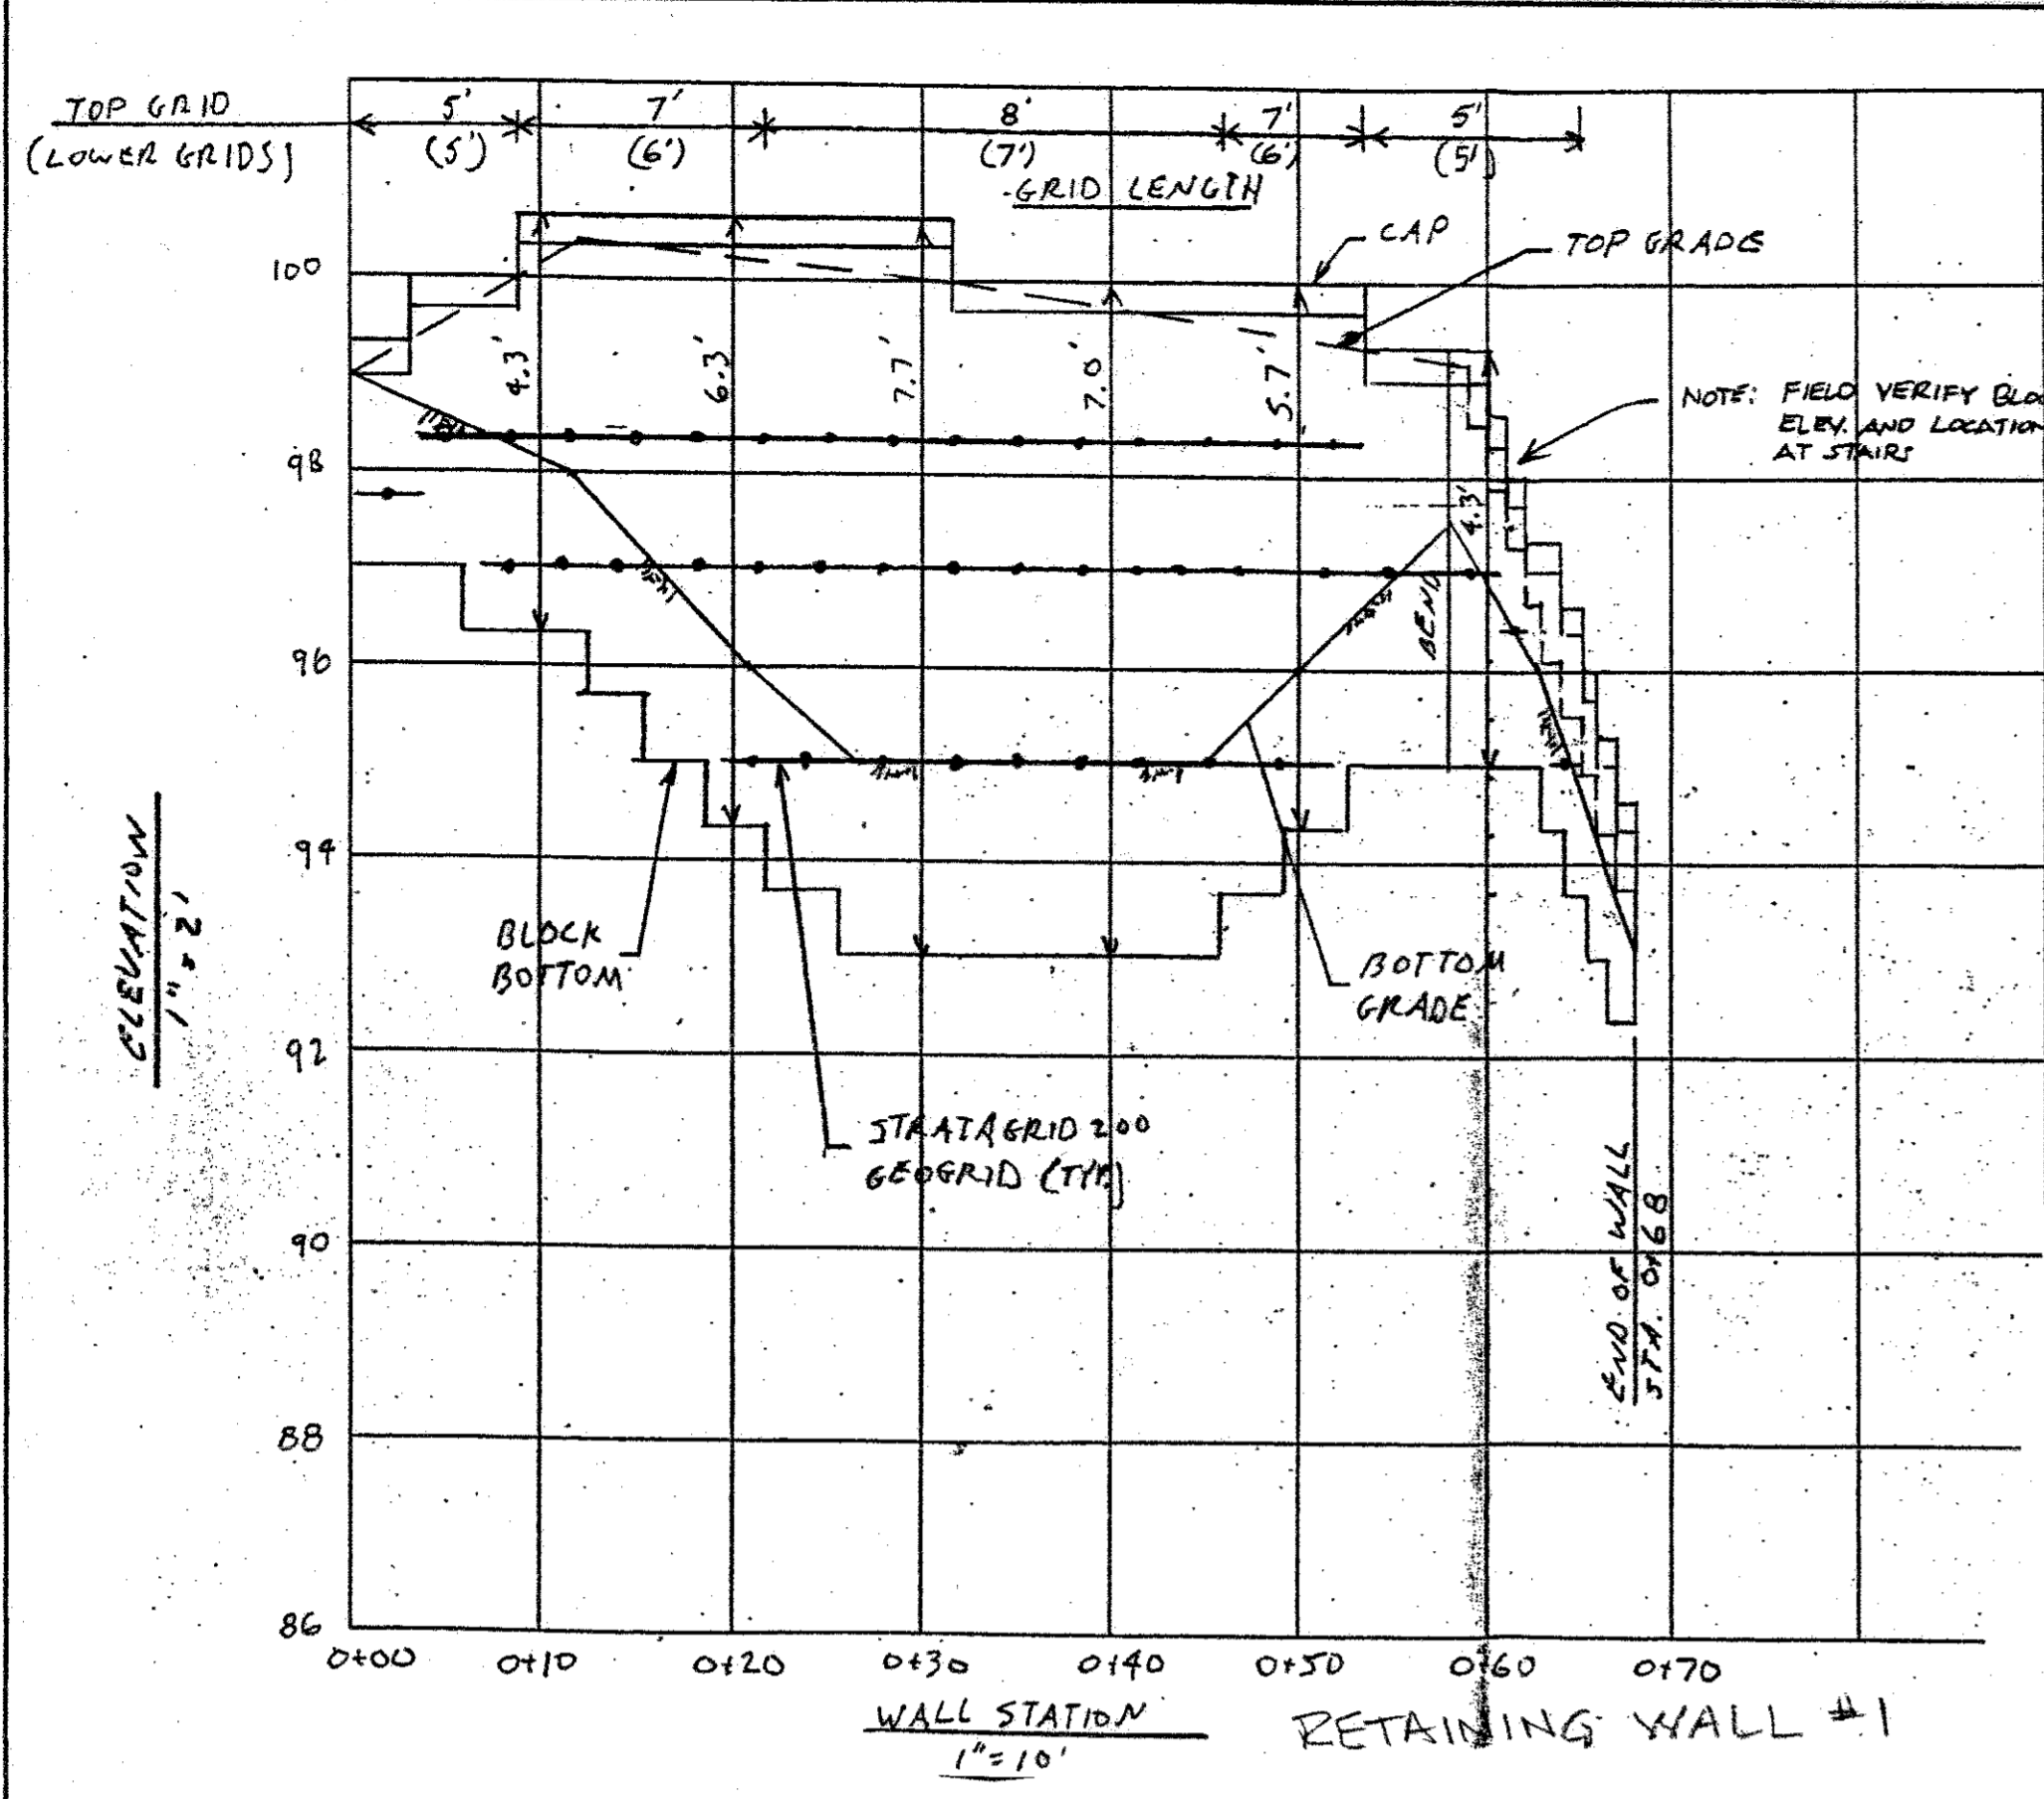 TOP GRID
(LOWER GRIDS)
5' 7' 8' 7' 5'
(5') (6') (7') (6') (5')
GRID LENGTH
CAP
TOP GRADE
100
4.3' 6.3' 7.7' 7.0' 5.7' 4.3'
NOTE: FIELD VERIFY
ELEV. AND LOCATION
AT STAIRS
98
BEND
96
94
BLOCK
BOTTOM
BOTTOM
GRADE
ELEVATION
1" = 2'
92
STRATAGRID 200
GEOGRID (TYP.)
90
END OF WALL
STA. 0+68
88
86
0+00 0+10 0+20 0+30 0+40 0+50 0+60 0+70
WALL STATION
1"=10'
RETAINING WALL #1